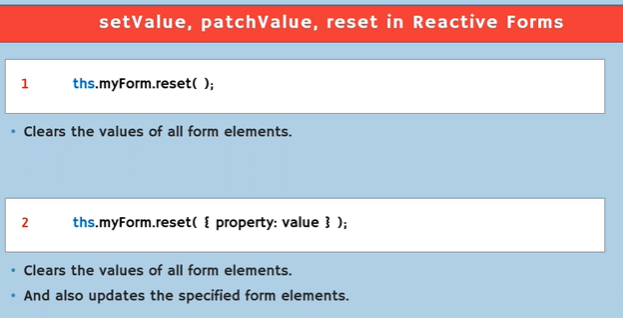 setValue, patchValue, reset in Reactive Forms
1 ths.myForm.reset( );
• Clears the values of all form elements.
2 ths.myForm.reset( { property: value } );
• Clears the values of all form elements.
• And also updates the specified form elements.